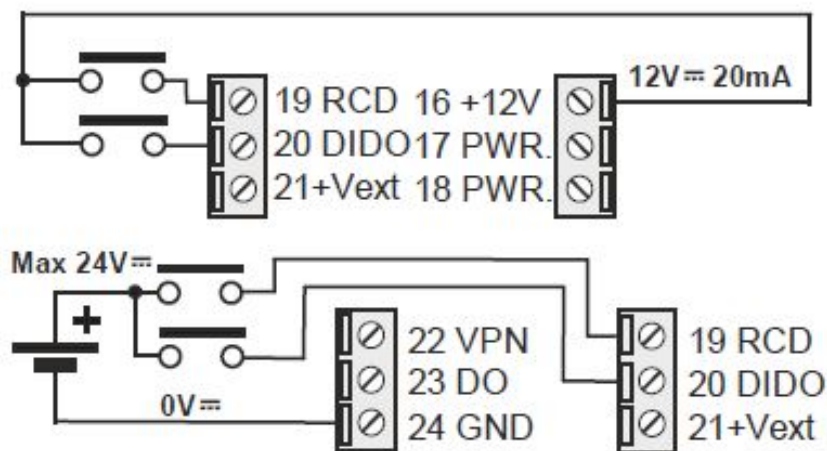 12V⎓ 20mA
19 RCD 16 +12V
20 DIDO 17 PWR.
21+Vext 18 PWR.
Max 24V⎓
+
22 VPN 19 RCD
23 DO 20 DIDO
0V⎓
24 GND 21+Vext